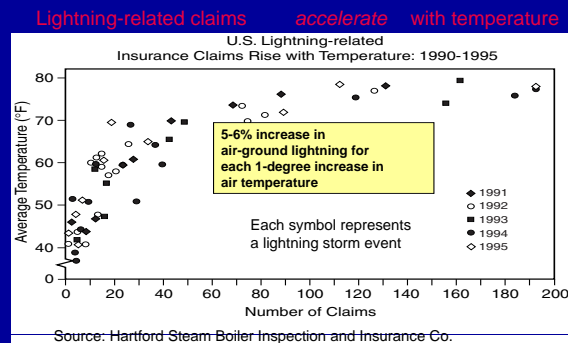 Lightning-related claims accelerate with temperature
U.S. Lightning-related
Insurance Claims Rise with Temperature: 1990-1995
Average Temperature (°F)
80
70
60
50
40
0
5-6% increase in
air-ground lightning for
each 1-degree increase in
air temperature
Each symbol represents
a lightning storm event
1991
1992
1993
1994
1995
0 20 40 60 80 100 120 140 160 180 200
Number of Claims
Source: Hartford Steam Boiler Inspection and Insurance Co.